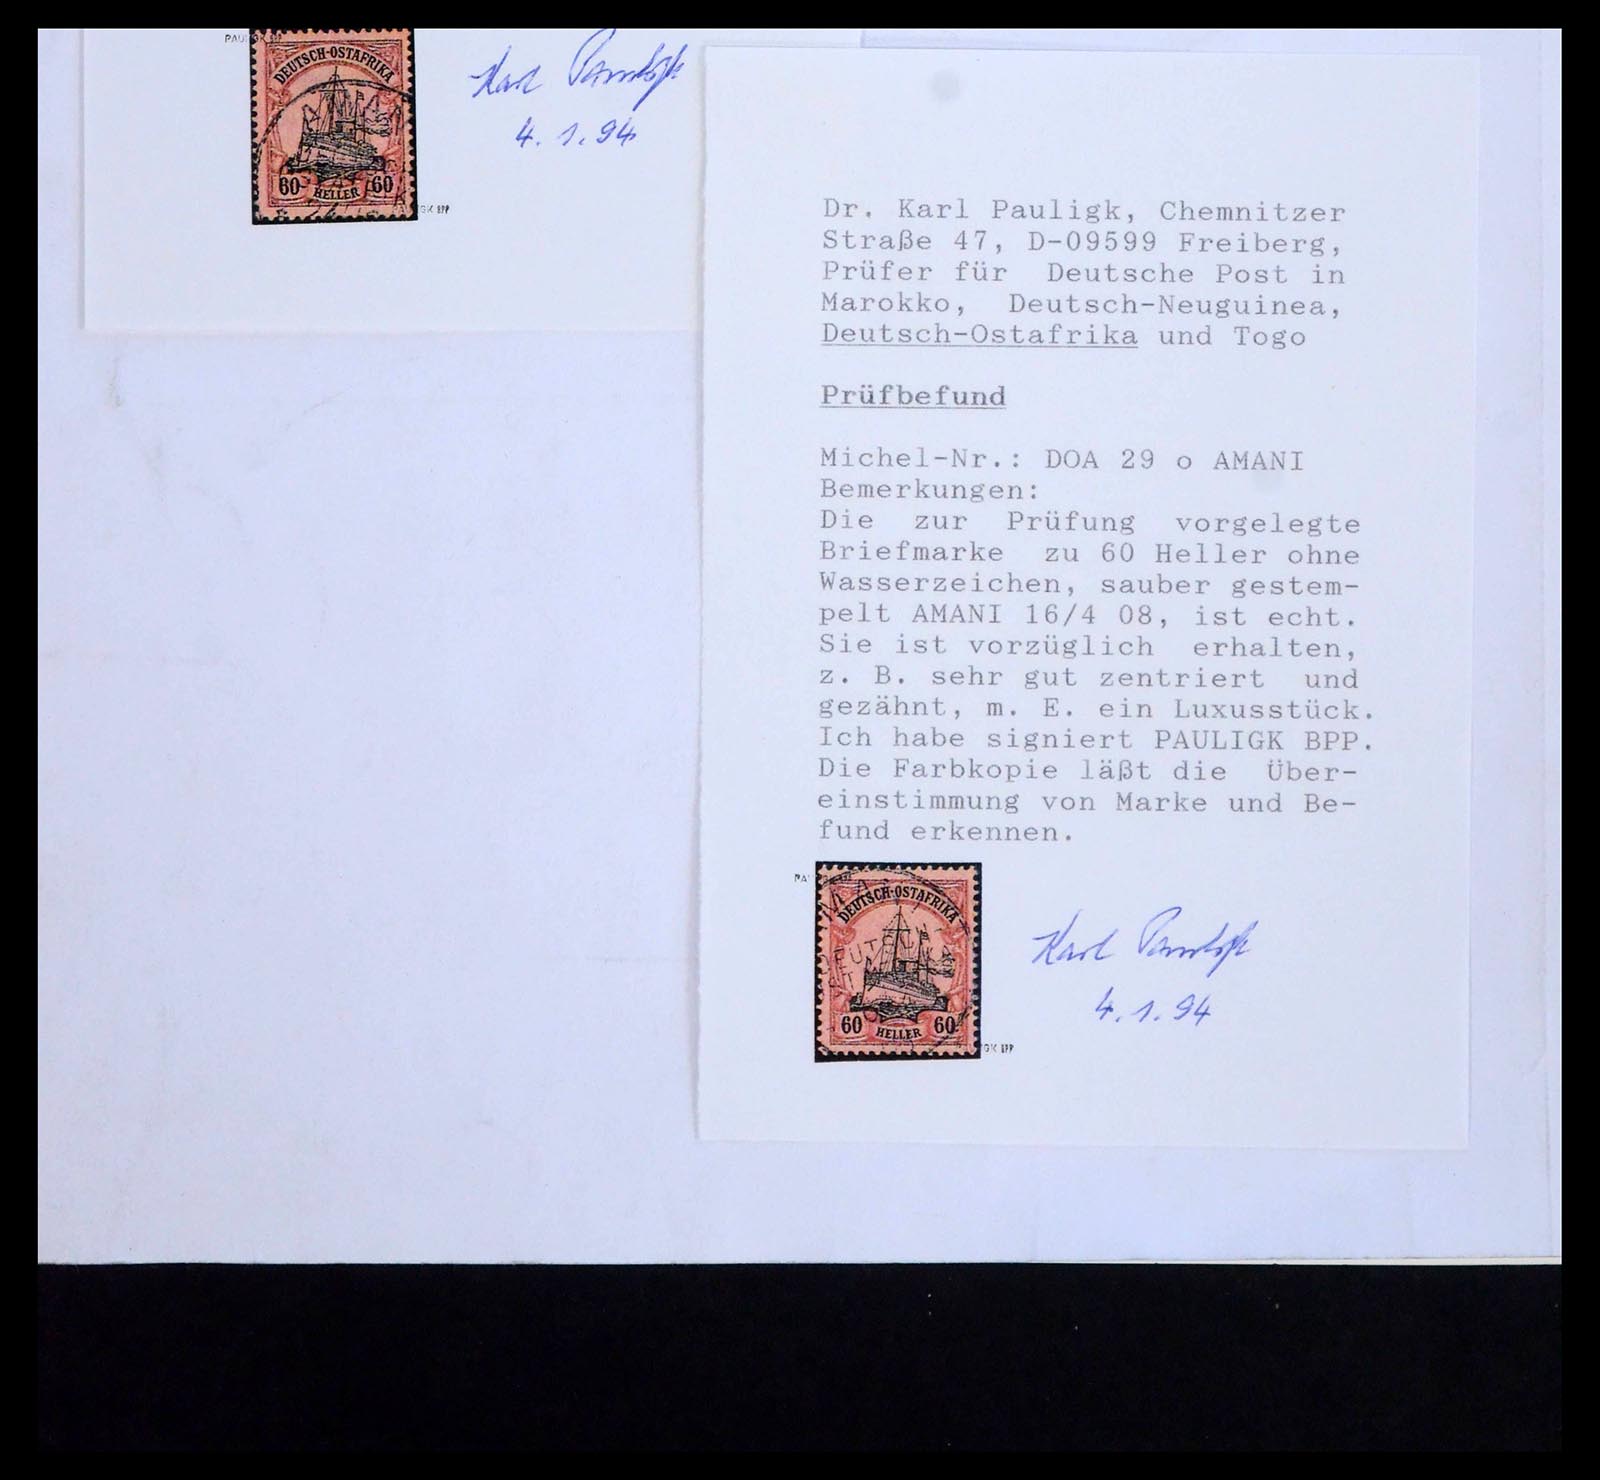 DEUTSCH-OSTAFRIKA
60 HELLER 60
Karl Pauligk
4. 1. 94
Dr. Karl Pauligk, Chemnitzer
Straße 47, D-09599 Freiberg,
Prüfer für Deutsche Post in
Marokko, Deutsch-Neuguinea,
Deutsch-Ostafrika und Togo
Prüfbefund
Michel-Nr.: DOA 29 o AMANI
Bemerkungen:
Die zur Prüfung vorgelegte
Briefmarke zu 60 Heller ohne
Wasserzeichen, sauber gestem-
pelt AMANI 16/4 08, ist echt.
Sie ist vorzüglich erhalten,
z. B. sehr gut zentriert und
gezähnt, m. E. ein Luxusstück.
Ich habe signiert PAULIGK BPP.
Die Farbkopie läßt die Über-
einstimmung von Marke und Be-
fund erkennen.
DEUTSCH-OSTAFRIKA
60 HELLER 60
Karl Pauligk
4. 1. 94